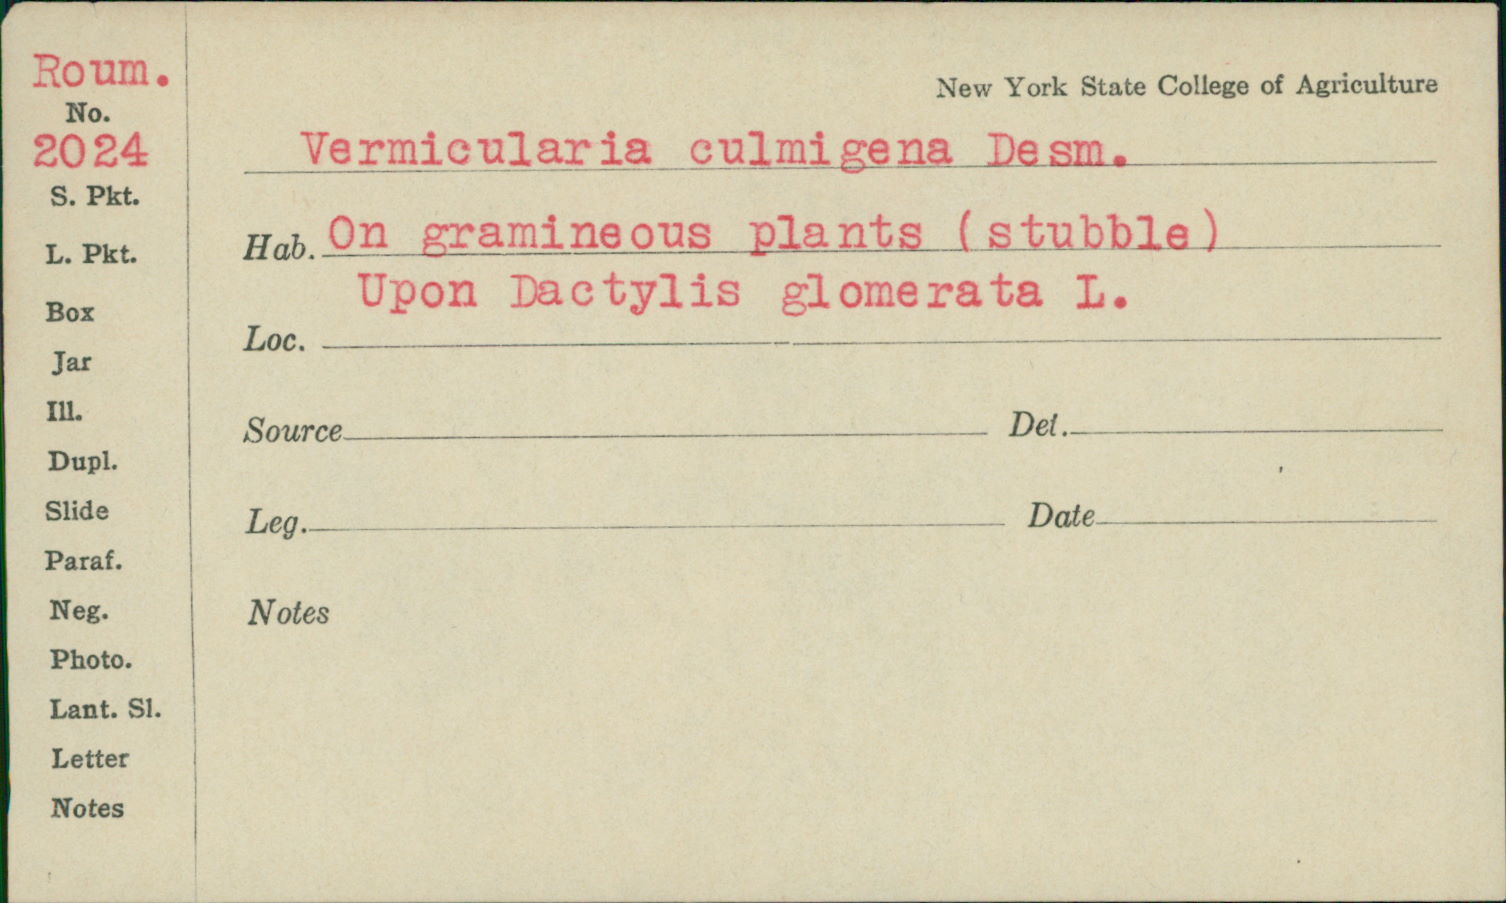 Roum.
No.
2024
S. Pkt.
L. Pkt.
Box
Jar
Ill.
Dupl.
Slide
Paraf.
Neg.
Photo.
Lant. Sl.
Letter
Notes
New York State College of Agriculture
Vermicularia culmigena Desm.
Hab. On gramineous plants (stubble)
Upon Dactylis glomerata L.
Loc.
Source Det.
Leg. Date
Notes